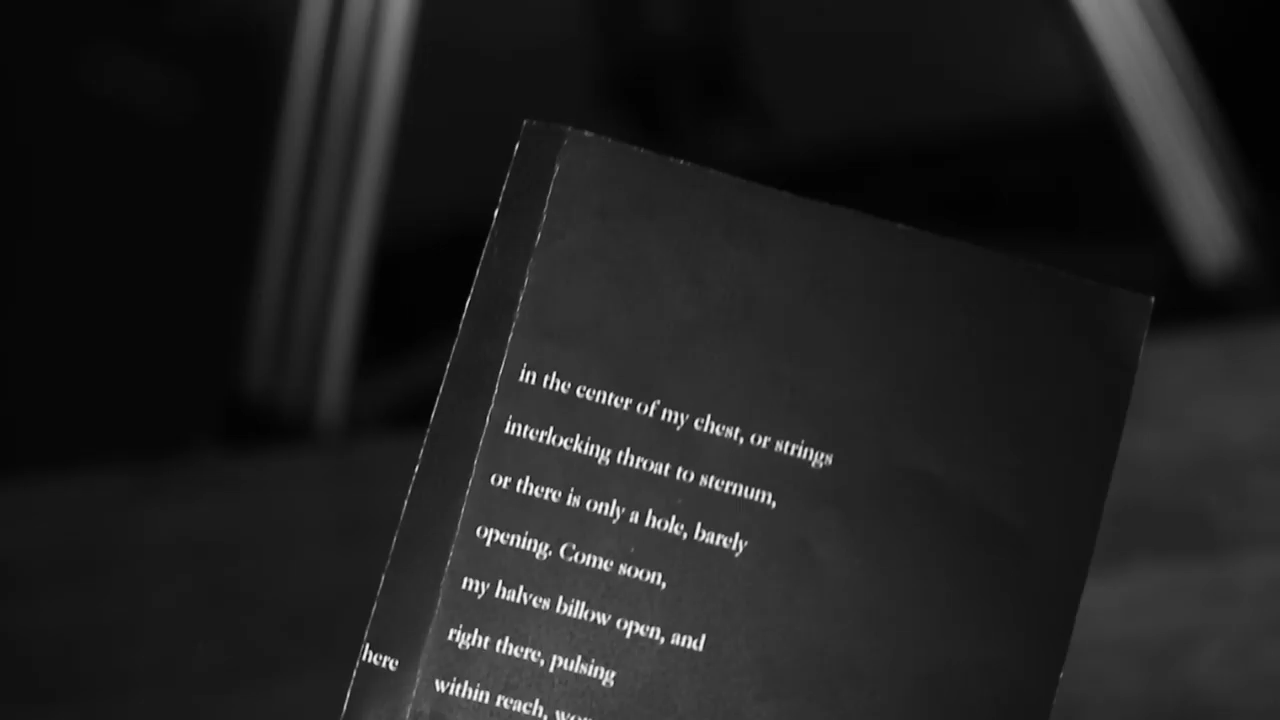 in the center of my chest, or strings
interlocking throat to sternum,
or there is only a hole, barely
opening. Come soon,
my halves billow open, and
right there, pulsing
within reach,
here